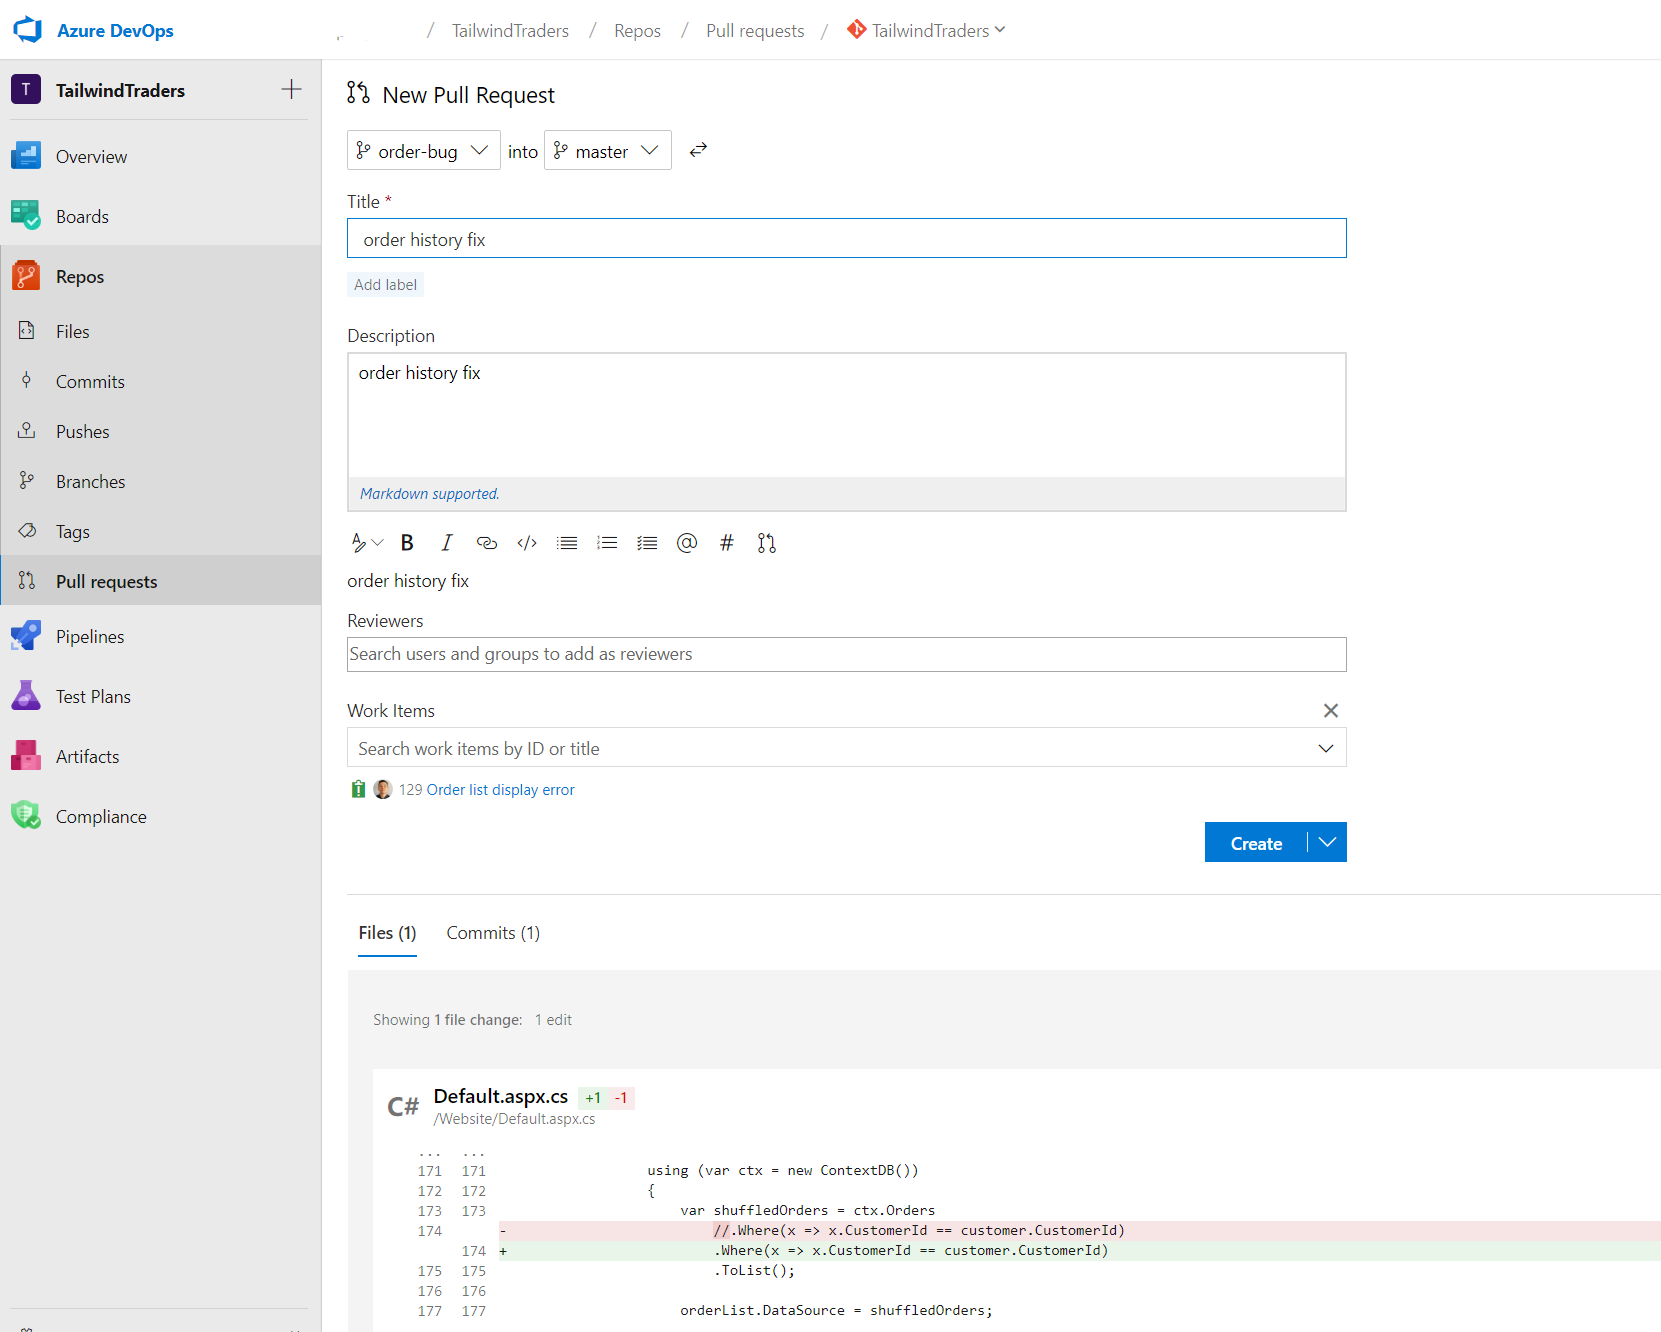 Azure DevOps / TailwindTraders / Repos / Pull requests / TailwindTraders
T TailwindTraders
Overview
Boards
Repos
Files
Commits
Pushes
Branches
Tags
Pull requests
Pipelines
Test Plans
Artifacts
Compliance
New Pull Request
order-bug into master
Title *
order history fix
Add label
Description
order history fix
Markdown supported.
A B I </> @ #
order history fix
Reviewers
Search users and groups to add as reviewers
Work Items
Search work items by ID or title
129 Order list display error
Create
Files (1) Commits (1)
Showing 1 file change: 1 edit
C# Default.aspx.cs +1 -1
/Website/Default.aspx.cs
... ...
171 171 using (var ctx = new ContextDB())
172 172 {
173 173 var shuffledOrders = ctx.Orders
174 - //.Where(x => x.CustomerId == customer.CustomerId)
174 + .Where(x => x.CustomerId == customer.CustomerId)
175 175 .ToList();
176 176
177 177 orderList.DataSource = shuffledOrders;